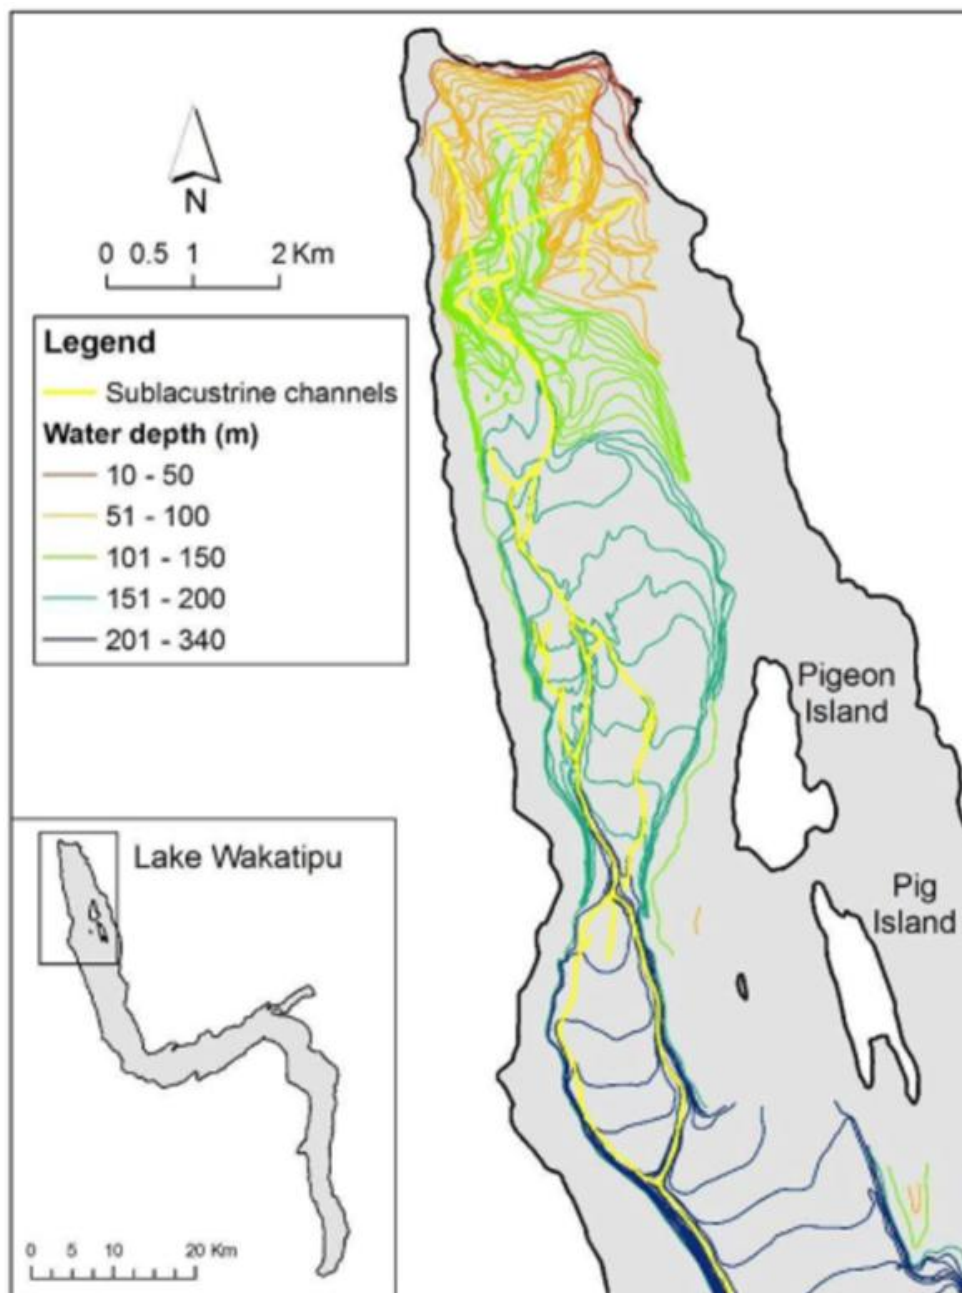 N
0 0.5 1 2 Km
Legend
Sublacustrine channels
Water depth (m)
10 - 50
51 - 100
101 - 150
151 - 200
201 - 340
Pigeon
Island
Pig
Island
Lake Wakatipu
0 5 10 20 Km